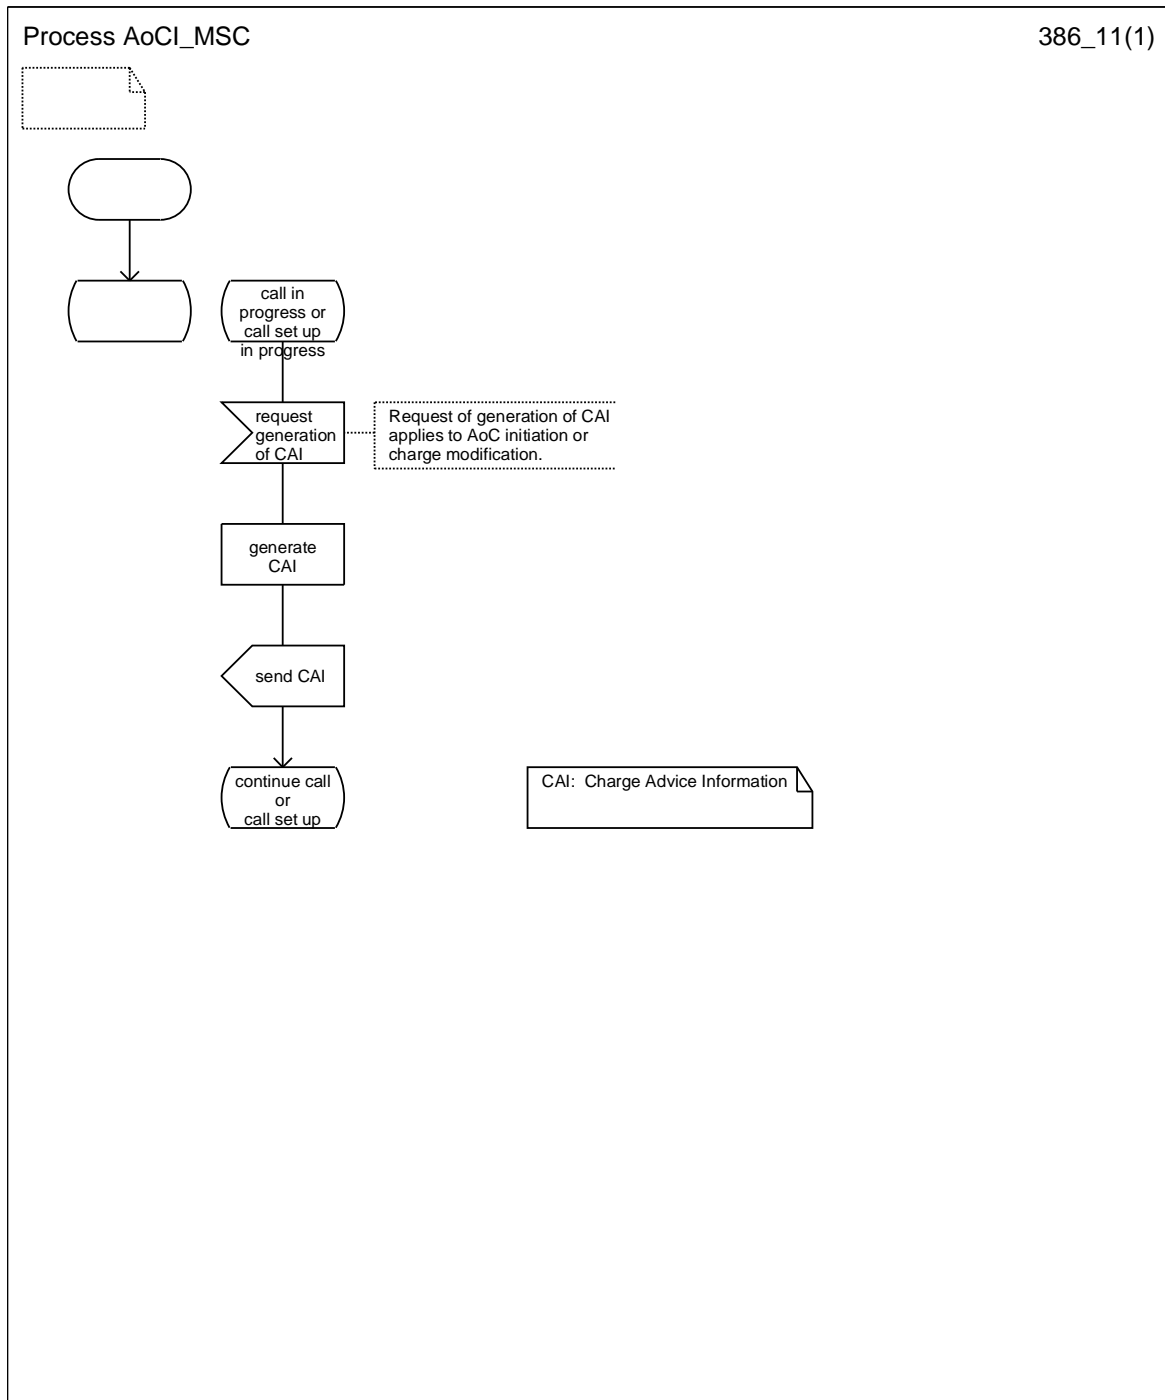 Process AoCI_MSC
386_11(1)
call in
progress or
call set up
in progress
request
generation
of CAI
Request of generation of CAI
applies to AoC initiation or
charge modification.
generate
CAI
send CAI
continue call
or
call set up
CAI:  Charge Advice Information